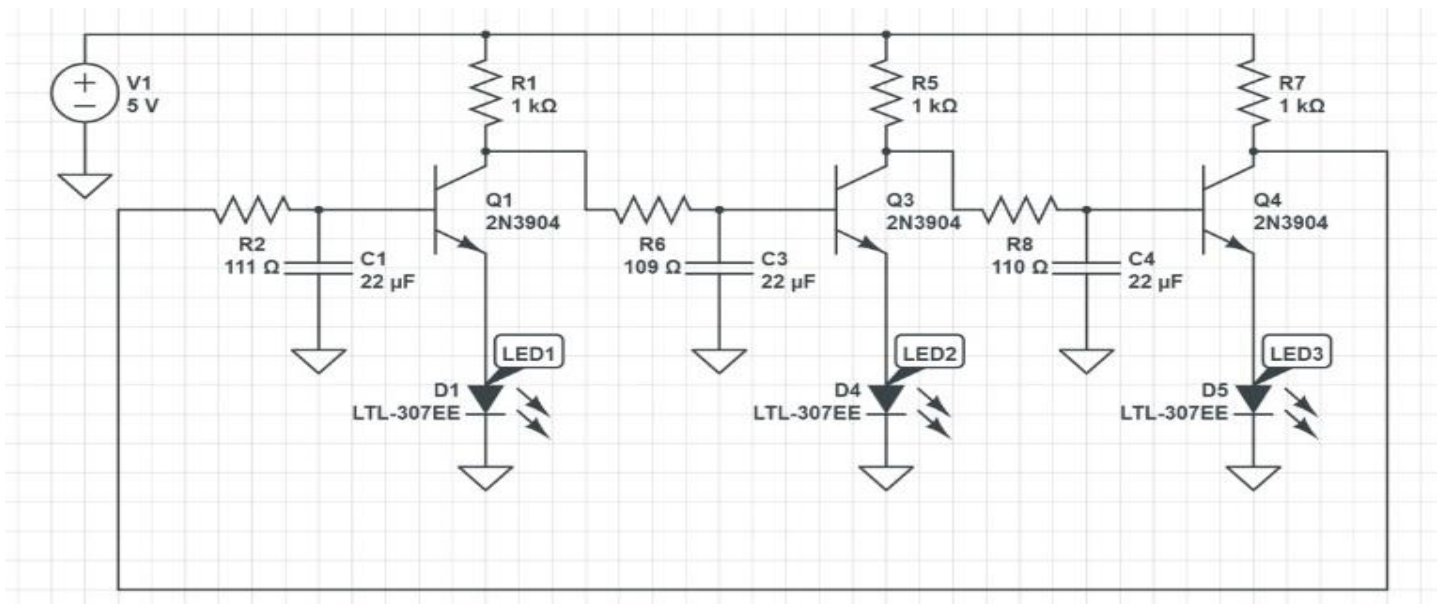 V1
5 V
R1
1 kΩ
R5
1 kΩ
R7
1 kΩ
Q1
2N3904
Q3
2N3904
Q4
2N3904
R2
111 Ω
C1
22 µF
R6
109 Ω
C3
22 µF
R8
110 Ω
C4
22 µF
LED1
LED2
LED3
D1
LTL-307EE
D4
LTL-307EE
D5
LTL-307EE